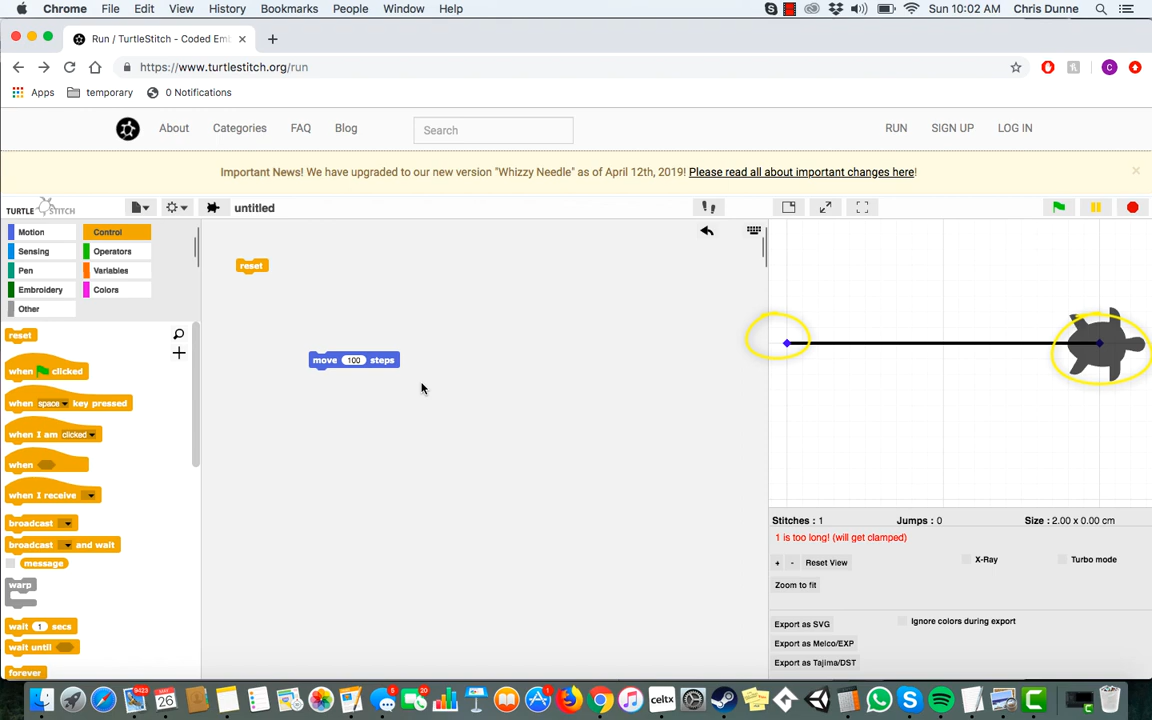 Chrome File Edit View History Bookmarks People Window Help Sun 10:02 AM Chris Dunne
Run / TurtleStitch - Coded Em
https://www.turtlestitch.org/run
Apps temporary 0 Notifications
About Categories FAQ Blog Search RUN SIGN UP LOG IN
Important News! We have upgraded to our new version "Whizzy Needle" as of April 12th, 2019! Please read all about important changes here!
TURTLE STITCH untitled
Motion Control
Sensing Operators
Pen Variables
Embroidery Colors
Other
reset
when clicked
when space key pressed
when I am clicked
when
when I receive
broadcast
broadcast and wait
message
warp
wait 1 secs
wait until
forever
reset
move 100 steps
Stitches : 1 Jumps : 0 Size : 2.00 x 0.00 cm
1 is too long! (will get clamped)
+ - Reset View X-Ray Turbo mode
Zoom to fit
Export as SVG Ignore colors during export
Export as Melco/EXP
Export as Tajima/DST
9423 26 5 20 celtx